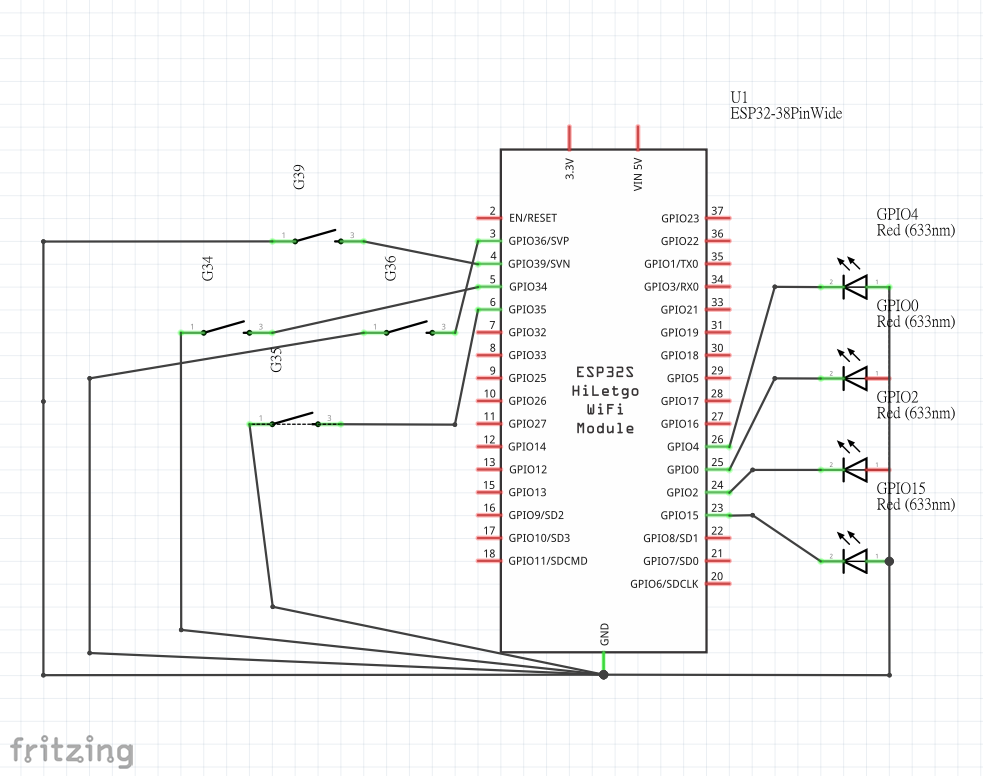 U1
ESP32-38PinWide
3.3V
VIN 5V
G39
G34
G36
G35
1 3
1 3
1 3
1 3
2 EN/RESET
3 GPIO36/SVP
4 GPIO39/SVN
5 GPIO34
6 GPIO35
7 GPIO32
8 GPIO33
9 GPIO25
10 GPIO26
11 GPIO27
12 GPIO14
13 GPIO12
15 GPIO13
16 GPIO9/SD2
17 GPIO10/SD3
18 GPIO11/SDCMD
ESP32S
HiLetgo
WiFi
Module
GPIO23 37
GPIO22 36
GPIO1/TX0 35
GPIO3/RX0 34
GPIO21 33
GPIO19 31
GPIO18 30
GPIO5 29
GPIO17 28
GPIO16 27
GPIO4 26
GPIO0 25
GPIO2 24
GPIO15 23
GPIO8/SD1 22
GPIO7/SD0 21
GPIO6/SDCLK 20
GND
GPIO4
Red (633nm)
2 1
GPIO0
Red (633nm)
2 1
GPIO2
Red (633nm)
2 1
GPIO15
Red (633nm)
2 1
fritzing